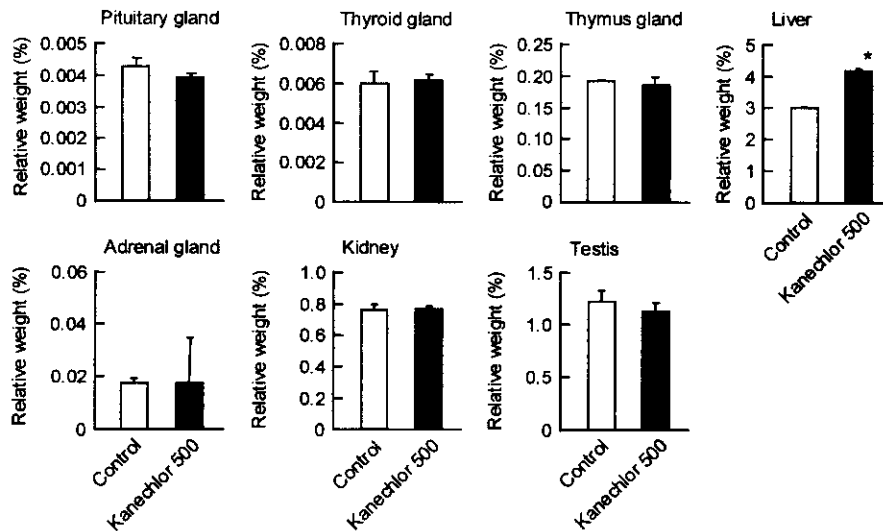 Pituitary gland
Relative weight (%)
0.005
0.004
0.003
0.002
0.001
0
Thyroid gland
Relative weight (%)
0.008
0.006
0.004
0.002
0
Thymus gland
Relative weight (%)
0.25
0.20
0.15
0.10
0.05
0
Liver
Relative weight (%)
5
4
3
2
1
0
*
Control
Kanechlor 500
Adrenal gland
Relative weight (%)
0.06
0.04
0.02
0
Control
Kanechlor 500
Kidney
Relative weight (%)
1.0
0.8
0.6
0.4
0.2
0
Control
Kanechlor 500
Testis
Relative weight (%)
1.5
1.0
0.5
0
Control
Kanechlor 500